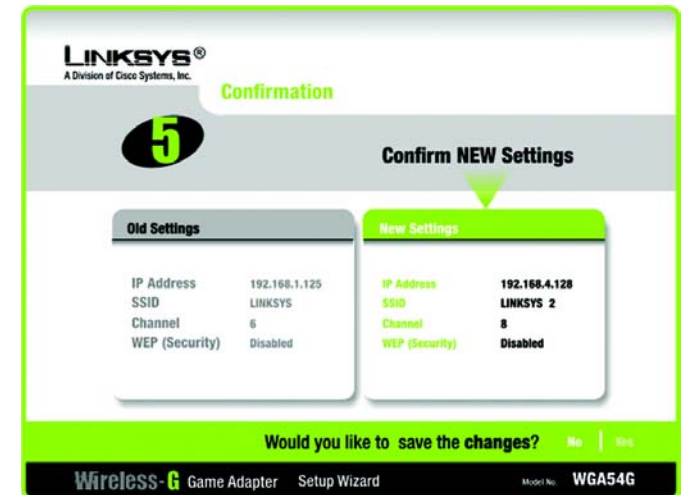 LINKSYS®
A Division of Cisco Systems, Inc.
Confirmation
5
Confirm NEW Settings
Old Settings
IP Address 192.168.1.125
SSID LINKSYS
Channel 6
WEP (Security) Disabled
New Settings
IP Address 192.168.4.128
SSID LINKSYS 2
Channel 8
WEP (Security) Disabled
Would you like to save the changes? No | Yes
Wireless-G Game Adapter Setup Wizard Model No. WGA54G